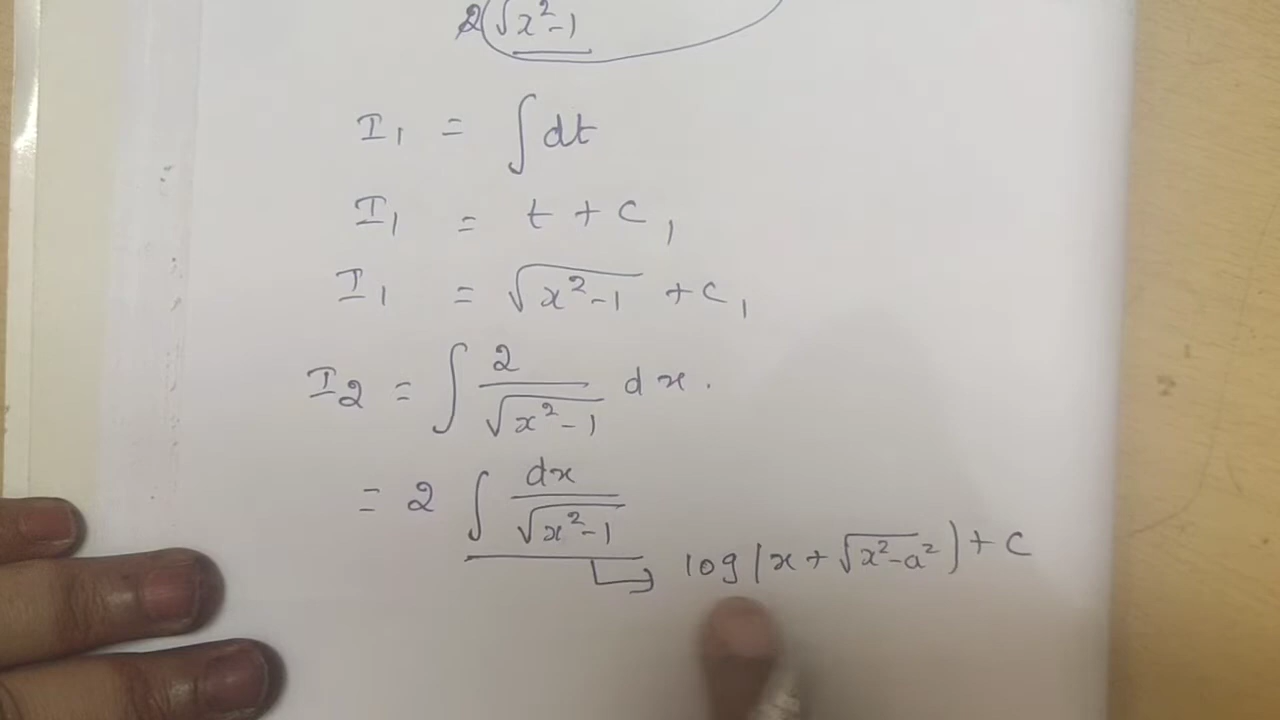 2(√x²-1
I₁ = ∫dt
I₁ = t + C₁
I₁ = √x²-1 + C₁
I₂ = ∫ 2/√x²-1 dx.
= 2 ∫ dx/√x²-1
log|x + √x²-a²| + C